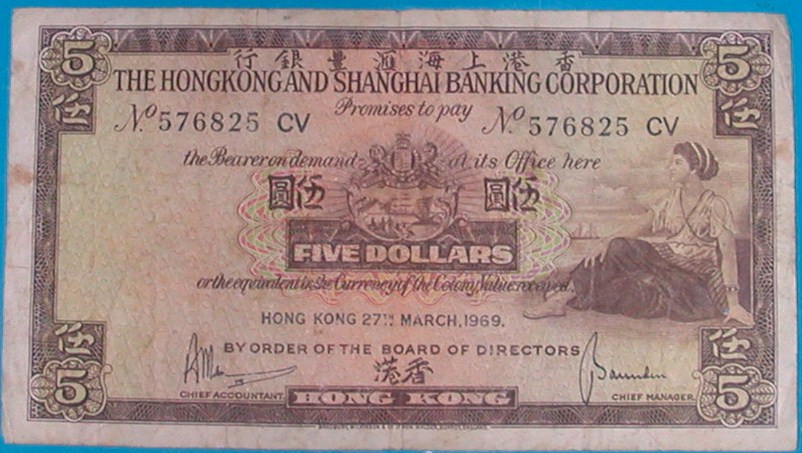 5 香港上海滙豐銀行 5
伍 THE HONGKONG AND SHANGHAI BANKING CORPORATION 伍
Promises to pay
No 576825 CV No 576825 CV
the Bearer on demand at its Office here
圓伍 圓伍
FIVE DOLLARS
or the equivalent in the Currency of the Colony Value received.
HONG KONG 27TH MARCH, 1969.
伍 BY ORDER OF THE BOARD OF DIRECTORS 伍
5 港香 5
CHIEF ACCOUNTANT HONG KONG CHIEF MANAGER